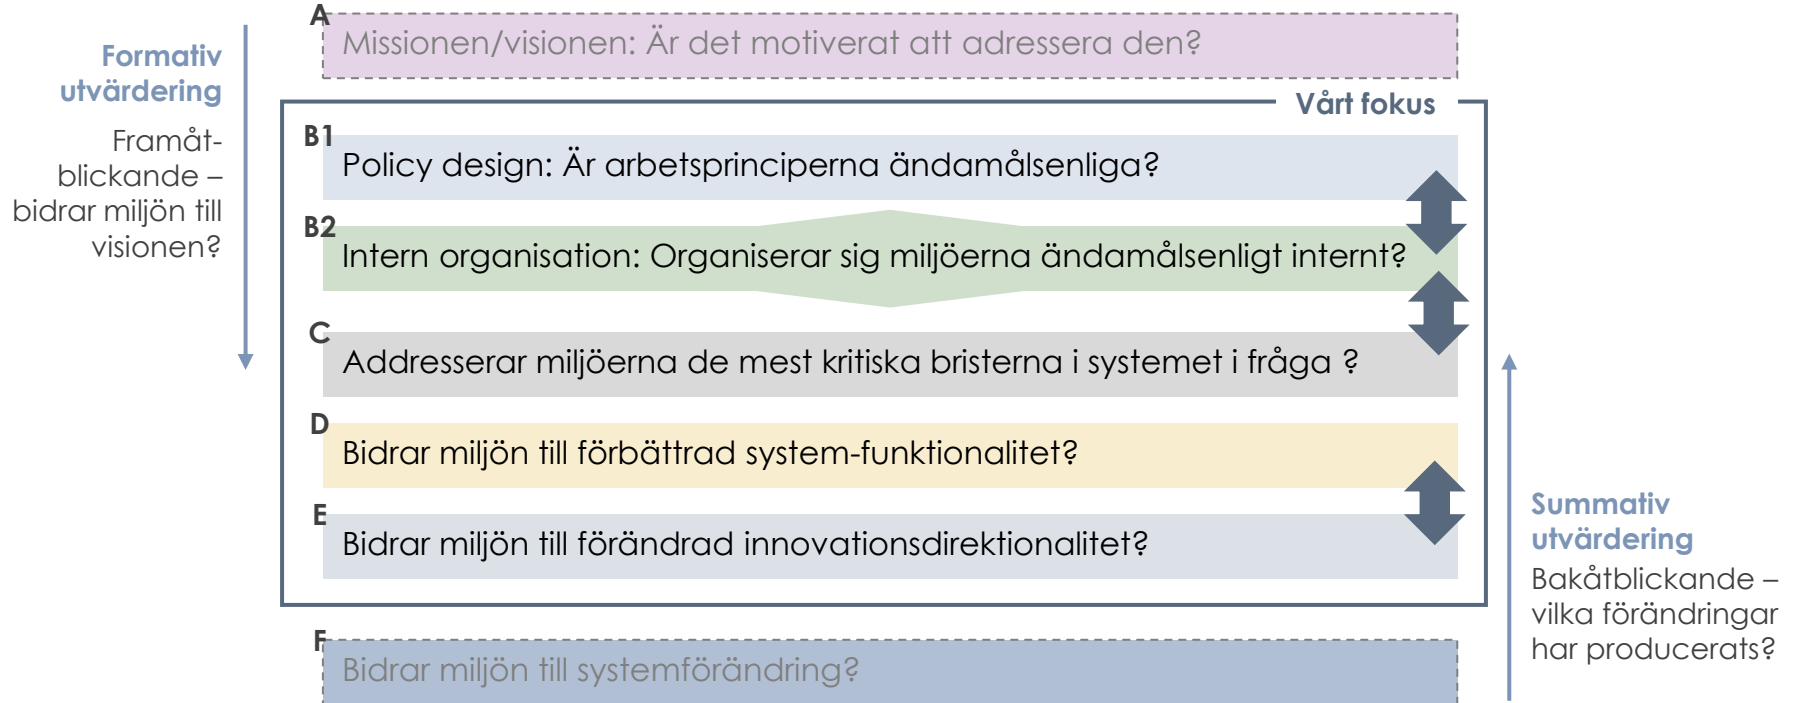 Formativ
utvärdering
Framåt-
blickande –
bidrar miljön till
visionen?
A
Missionen/visionen: Är det motiverat att adressera den?
Vårt fokus
B1
Policy design: Är arbetsprinciperna ändamålsenliga?
B2
Intern organisation: Organiserar sig miljöerna ändamålsenligt internt?
C
Addresserar miljöerna de mest kritiska bristerna i systemet i fråga ?
D
Bidrar miljön till förbättrad system-funktionalitet?
E
Bidrar miljön till förändrad innovationsdirektionalitet?
F
Bidrar miljön till systemförändring?
Summativ
utvärdering
Bakåtblickande –
vilka förändringar
har producerats?